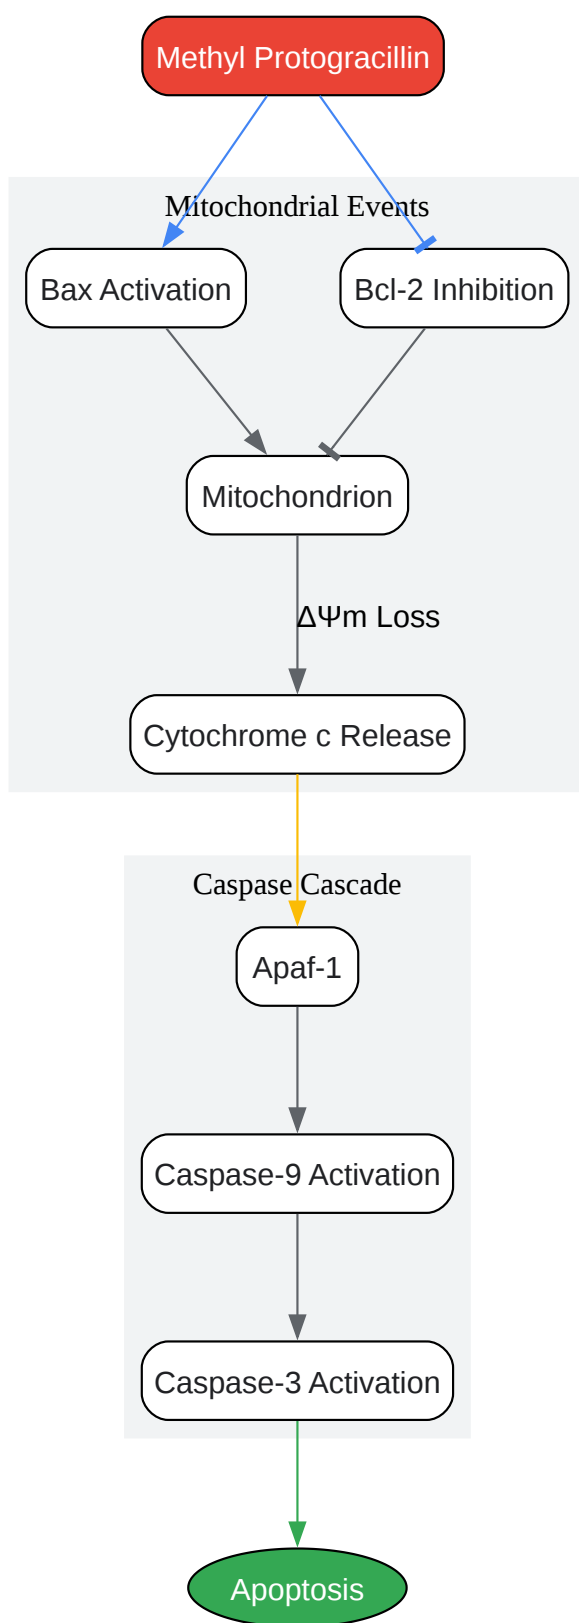 Methyl Protogracillin
Mitochondrial Events
Bax Activation
Bcl-2 Inhibition
Mitochondrion
ΔΨm Loss
Cytochrome c Release
Caspase Cascade
Apaf-1
Caspase-9 Activation
Caspase-3 Activation
Apoptosis